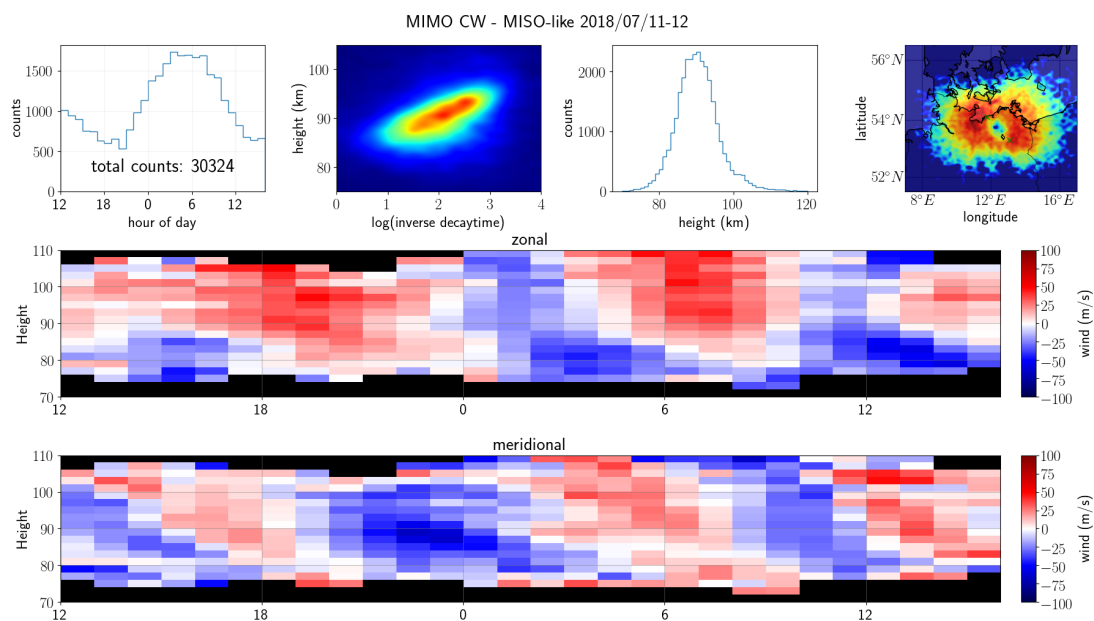 MIMO CW - MISO-like 2018/07/11-12
counts
1500
1000
500
0
total counts: 30324
12 18 0 6 12
hour of day
height (km)
100
90
80
0 1 2 3 4
log(inverse decaytime)
counts
2000
1000
0
80 100 120
height (km)
latitude
56°N
54°N
52°N
8°E 12°E 16°E
longitude
zonal
Height
110
100
90
80
70
12 18 0 6 12
100
75
50
25
0
−25
−50
−75
−100
wind (m/s)
meridional
Height
110
100
90
80
70
12 18 0 6 12
100
75
50
25
0
−25
−50
−75
−100
wind (m/s)